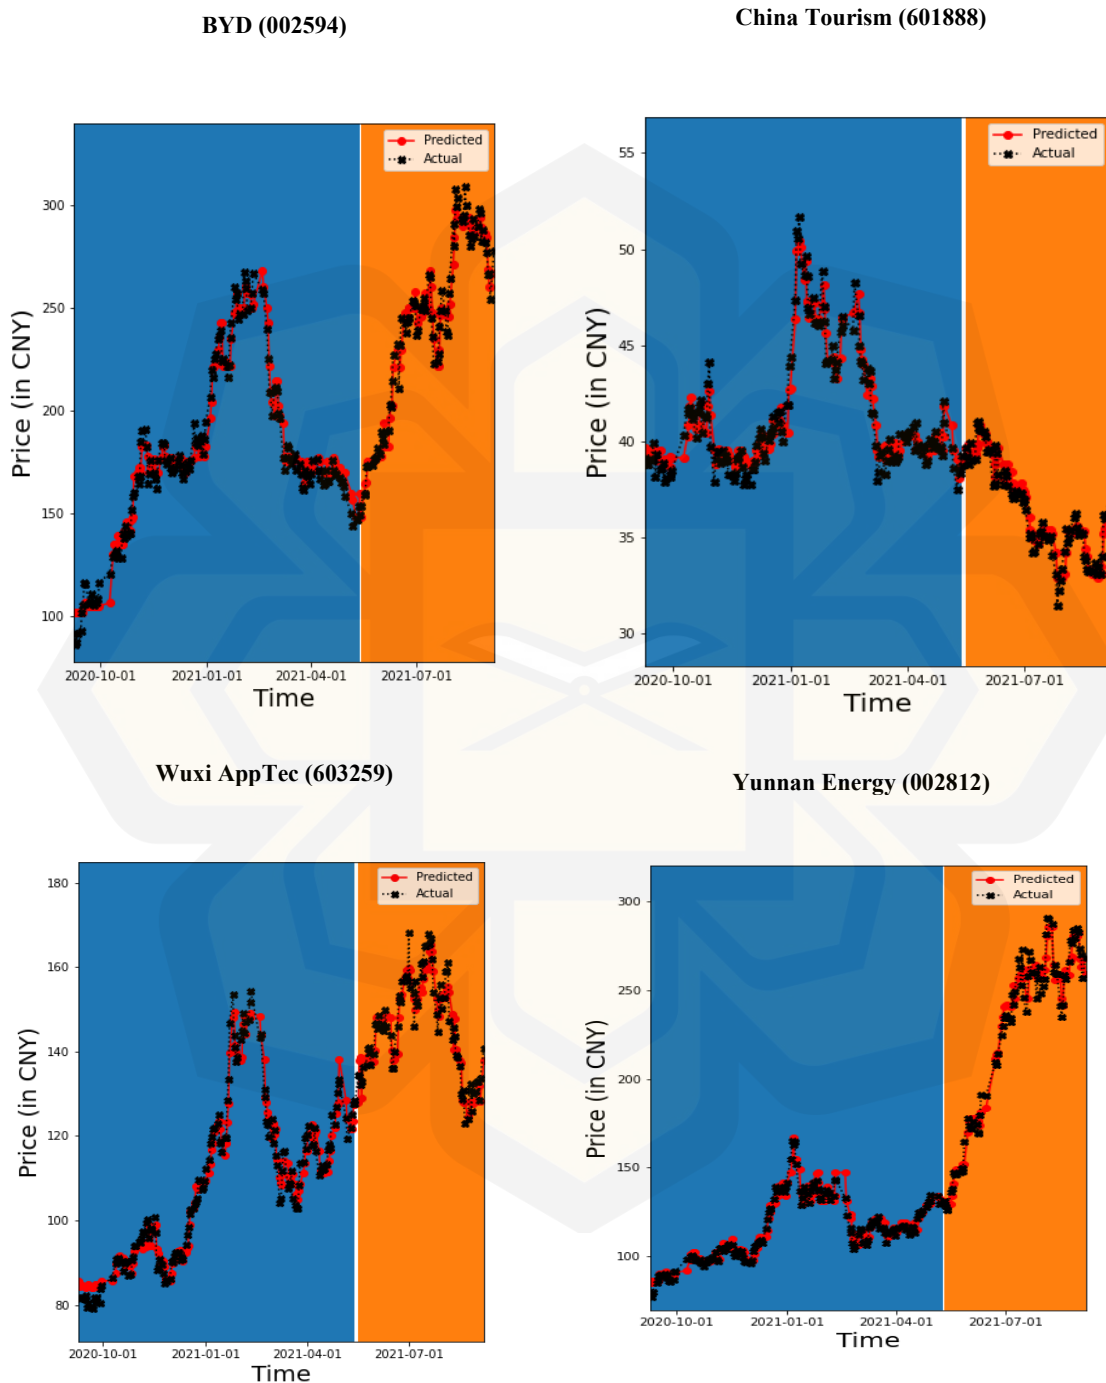 BYD (002594)
Price (in CNY)
300
250
200
150
100
Predicted
Actual
2020-10-01 2021-01-01 2021-04-01 2021-07-01
Time
China Tourism (601888)
Price (in CNY)
55
50
45
40
35
30
Predicted
Actual
2020-10-01 2021-01-01 2021-04-01 2021-07-01
Time
Wuxi AppTec (603259)
Price (in CNY)
180
160
140
120
100
80
Predicted
Actual
2020-10-01 2021-01-01 2021-04-01 2021-07-01
Time
Yunnan Energy (002812)
Price (in CNY)
300
250
200
150
100
Predicted
Actual
2020-10-01 2021-01-01 2021-04-01 2021-07-01
Time